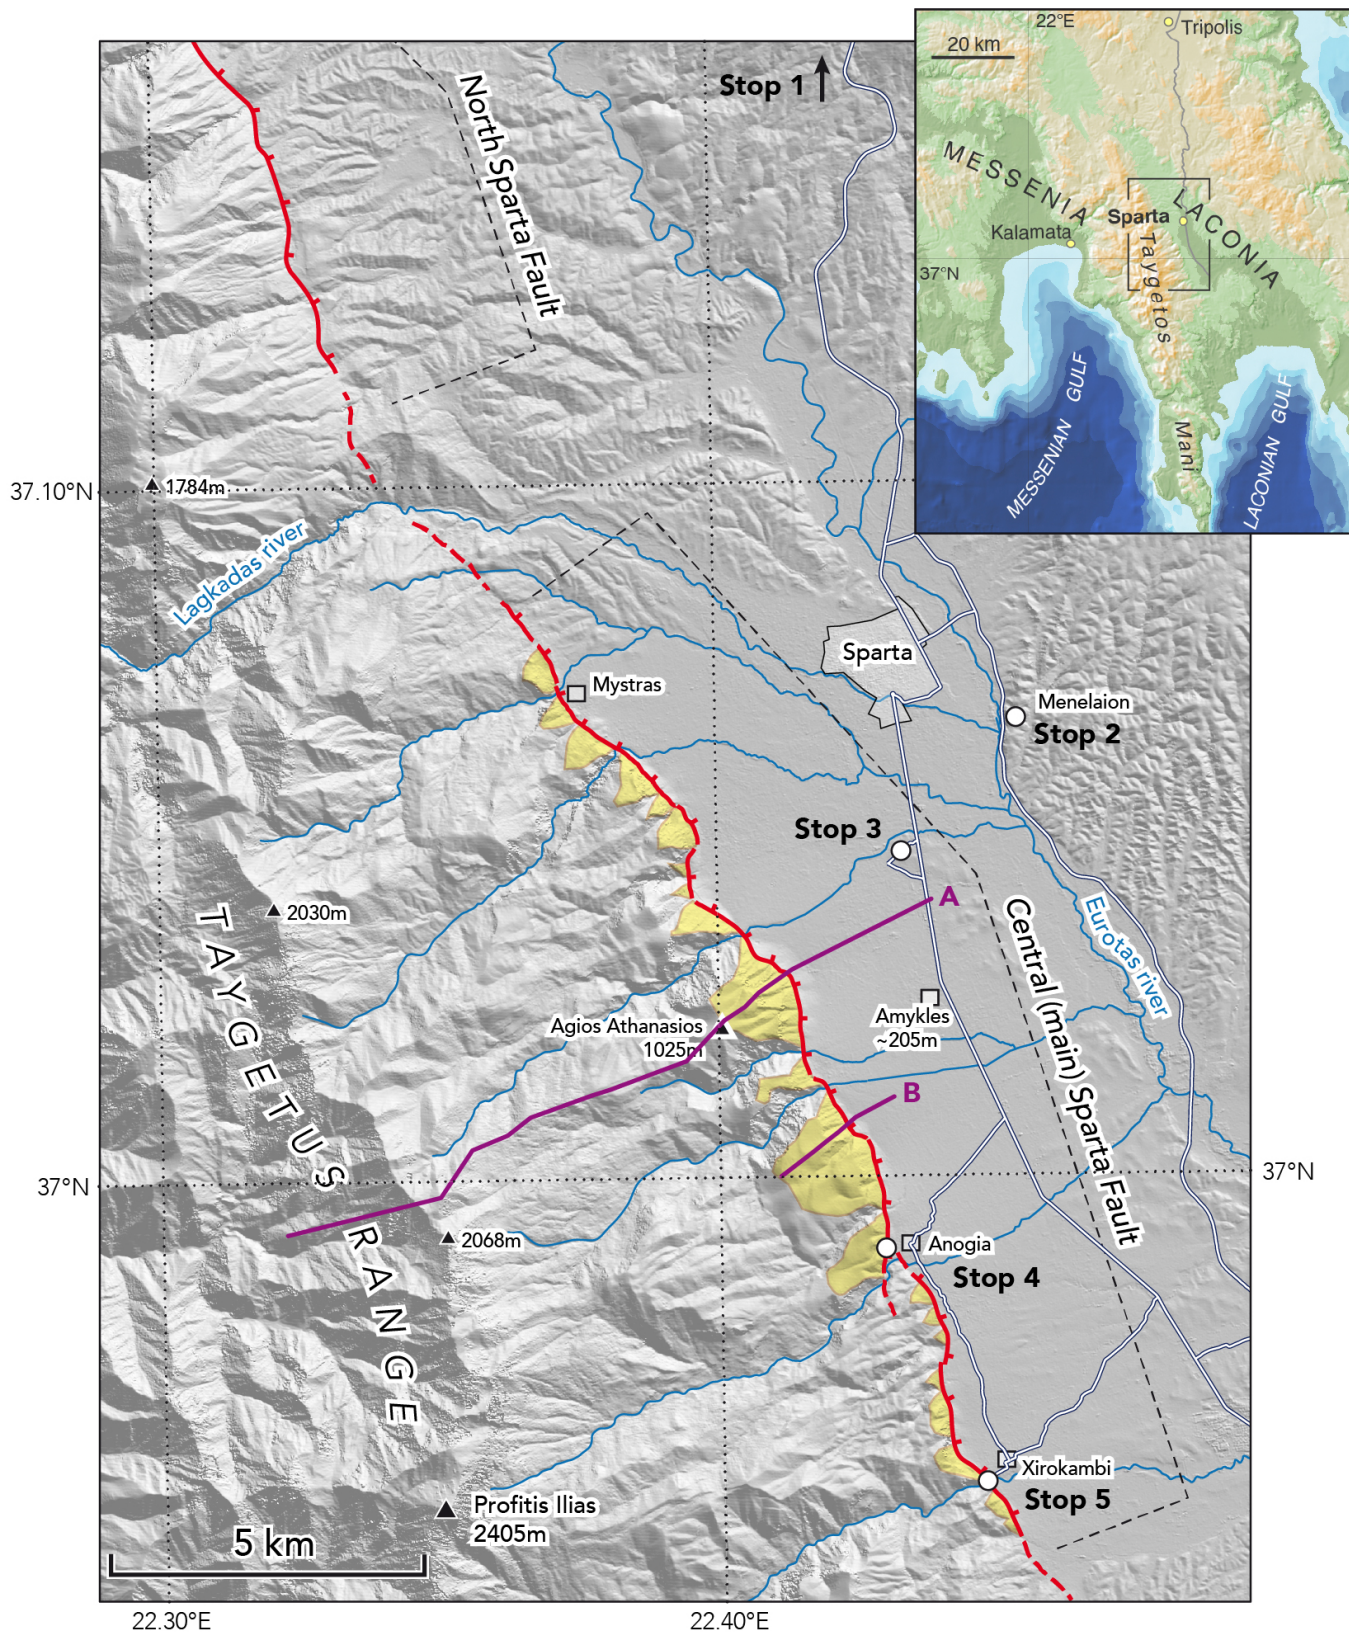 22°E
Tripolis
20 km
MESSENIA
LACONIA
Sparta
Kalamata
37°N
Taygetos
MESSENIAN GULF
Mani
LACONIAN GULF
Stop 1
North Sparta Fault
37.10°N
1784m
Lagkadas river
Sparta
Mystras
Menelaion
Stop 2
Stop 3
2030m
A
TAYGETUS RANGE
Central (main) Sparta Fault
Eurotas river
Agios Athanasios
1025m
Amykles
~205m
B
37°N
37°N
2068m
Anogia
Stop 4
Xirokambi
Stop 5
Profitis Ilias
2405m
5 km
22.30°E
22.40°E